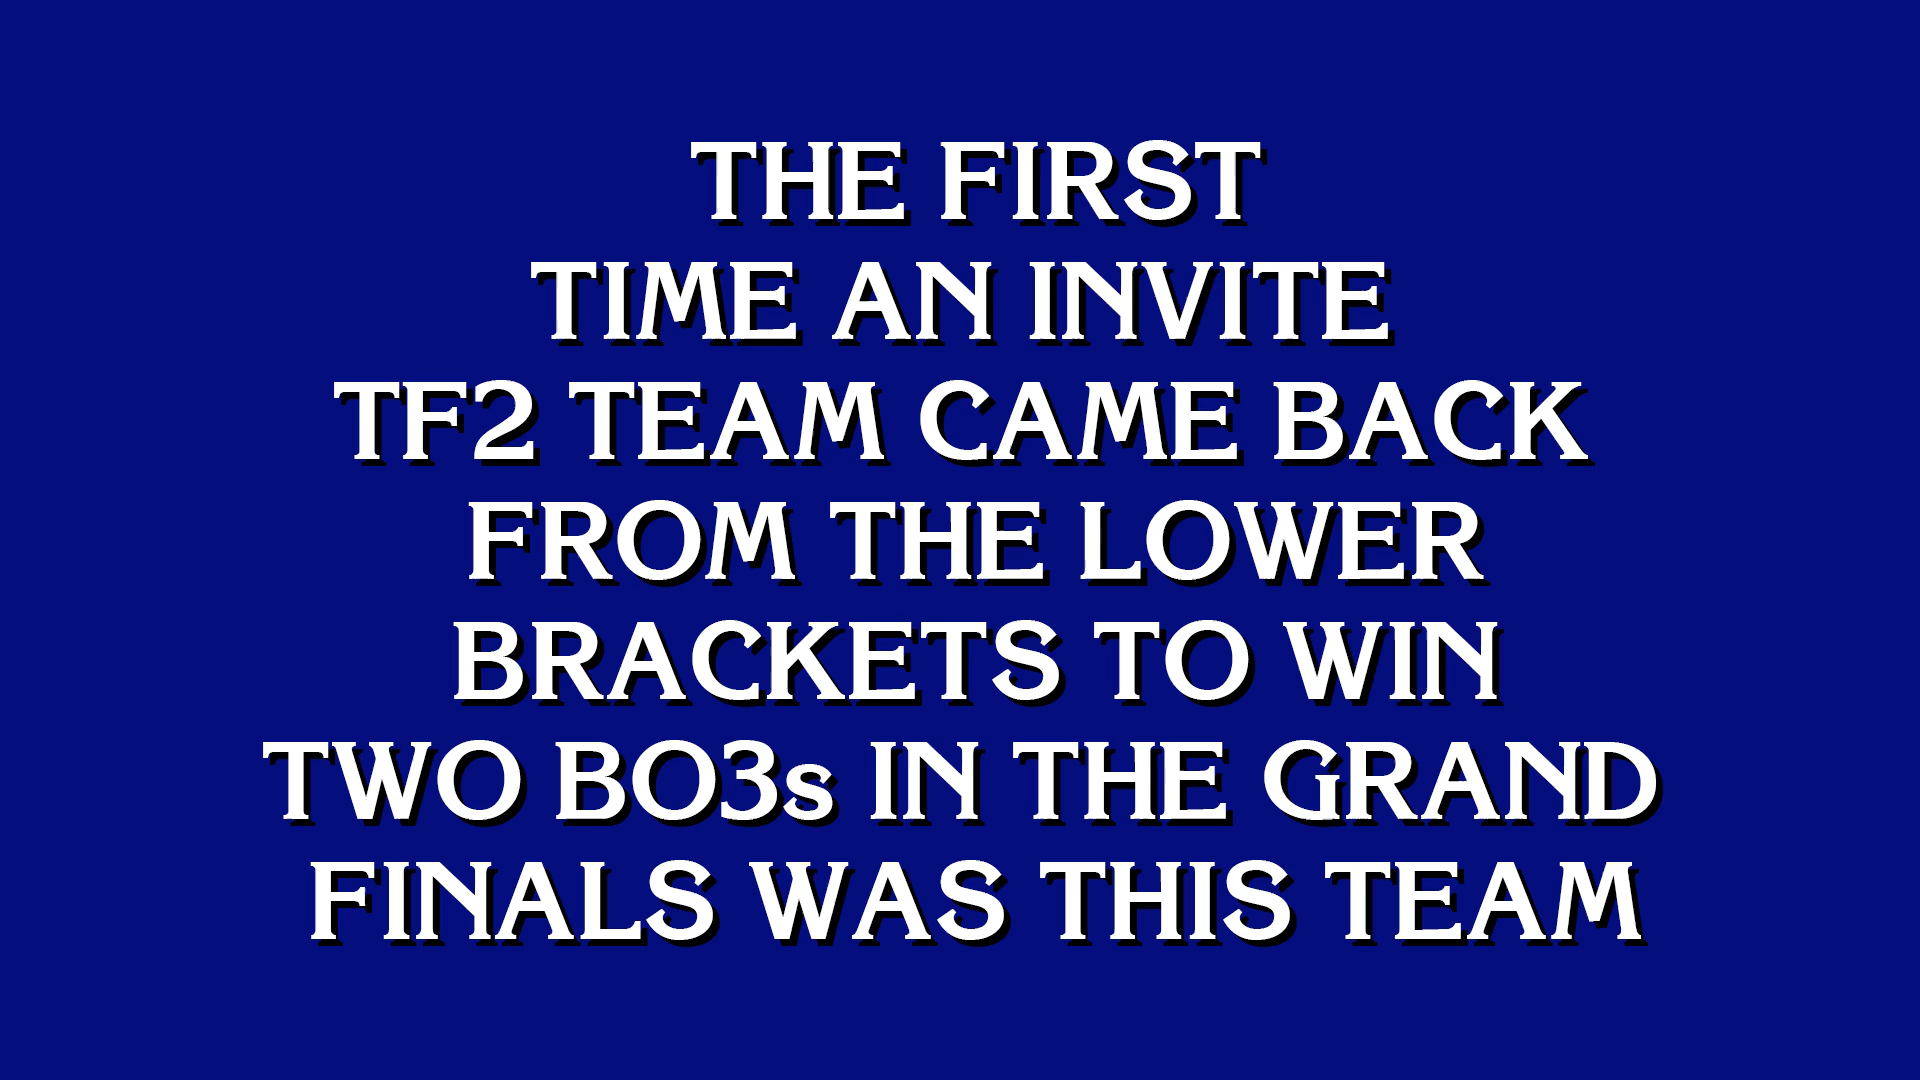 THE FIRST
TIME AN INVITE
TF2 TEAM CAME BACK
FROM THE LOWER
BRACKETS TO WIN
TWO BO3s IN THE GRAND
FINALS WAS THIS TEAM